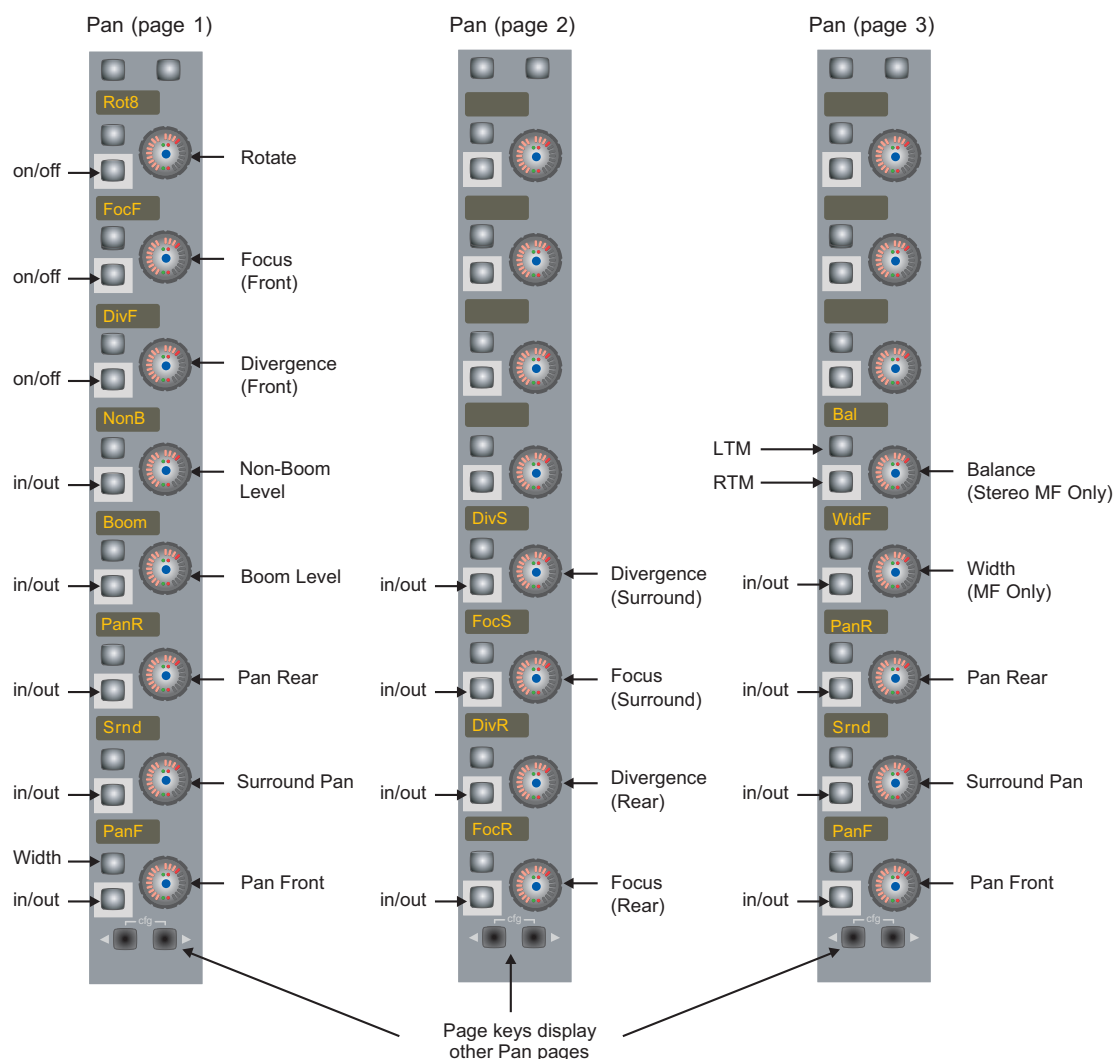 Pan (page 1)
Rot8
on/off
Rotate
FocF
on/off
Focus
(Front)
DivF
on/off
Divergence
(Front)
NonB
in/out
Non-Boom
Level
Boom
in/out
Boom Level
PanR
in/out
Pan Rear
Srnd
in/out
Surround Pan
PanF
Width
in/out
Pan Front
cfg
Pan (page 2)
DivS
in/out
Divergence
(Surround)
FocS
in/out
Focus
(Surround)
DivR
in/out
Divergence
(Rear)
FocR
in/out
Focus
(Rear)
cfg
Pan (page 3)
Bal
LTM
RTM
Balance
(Stereo MF Only)
WidF
in/out
Width
(MF Only)
PanR
in/out
Pan Rear
Srnd
in/out
Surround Pan
PanF
in/out
Pan Front
cfg
Page keys display
other Pan pages